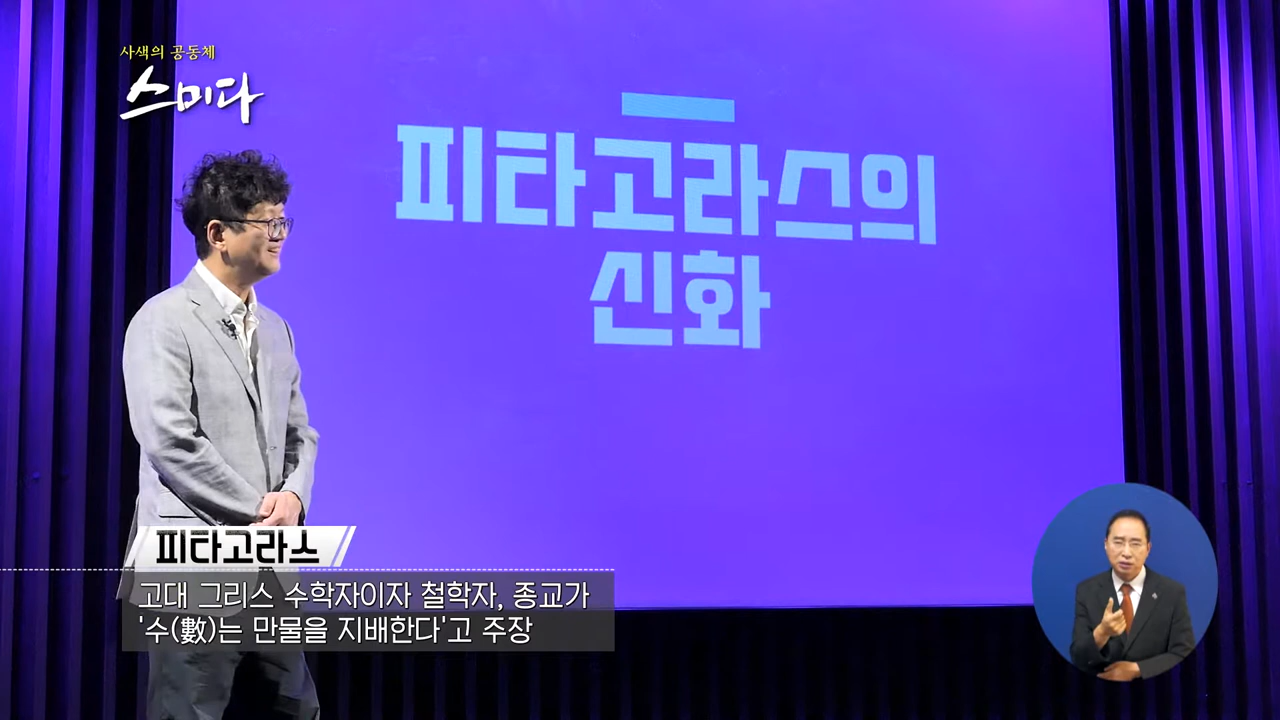 사색의 공동체
스미다
피타고라스의
신화
피타고라스
고대 그리스 수학자이자 철학자, 종교가
'수(數)는 만물을 지배한다'고 주장